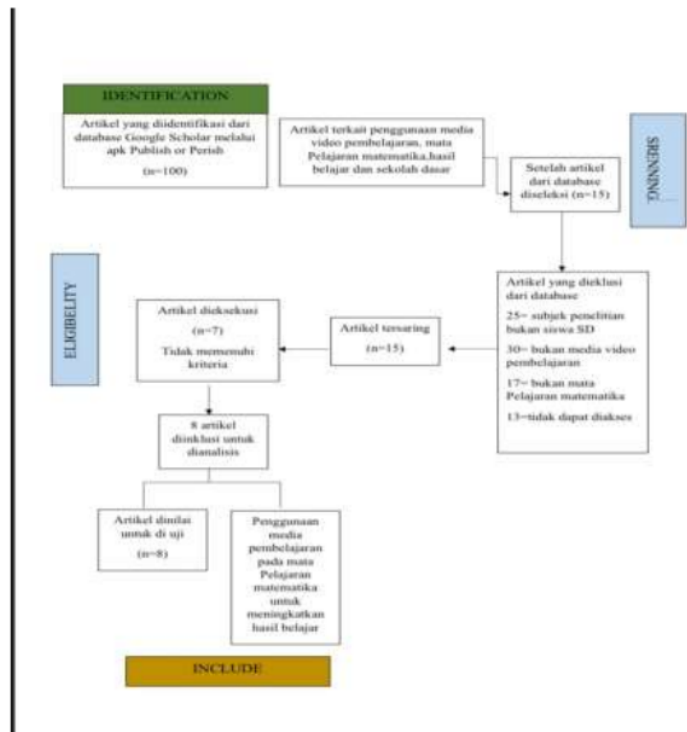 IDENTIFICATION
Artikel yang diidentifikasi dari
database Google Scholar melalui
apk Publish or Perish
(n=100)
Artikel terkait penggunaan media
video pembelajaran, mata
Pelajaran matematika,hasil
belajar dan sekolah dasar
Setelah artikel
dari database
diseleksi (n=15)
SRENNING
ELIGIBELITY
Artikel yang dieklusi
dari database
25= subjek penelitian
bukan siswa SD
30= bukan media video
pembelajaran
17= bukan mata
Pelajaran matematika
13=tidak dapat diakses
Artikel tersaring
(n=15)
Artikel dieksekusi
(n=7)
Tidak memenuhi
kriteria
8 artikel
diinklusi untuk
dianalisis
Artikel dinilai
untuk di uji
(n=8)
Penggunaan
media
pembelajaran
pada mata
Pelajaran
matematika
untuk
meningkatkan
hasil belajar
INCLUDE